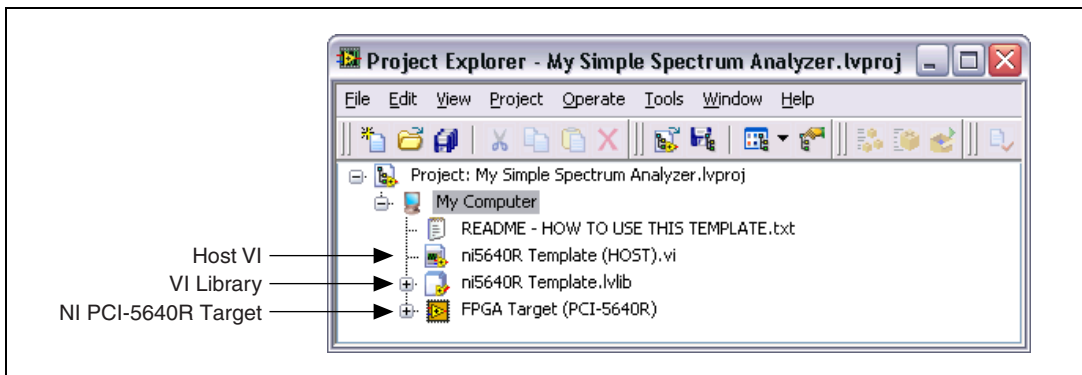 Project Explorer - My Simple Spectrum Analyzer.lvproj
File Edit View Project Operate Tools Window Help
Project: My Simple Spectrum Analyzer.lvproj
My Computer
README - HOW TO USE THIS TEMPLATE.txt
Host VI ni5640R Template (HOST).vi
VI Library ni5640R Template.lvlib
NI PCI-5640R Target FPGA Target (PCI-5640R)